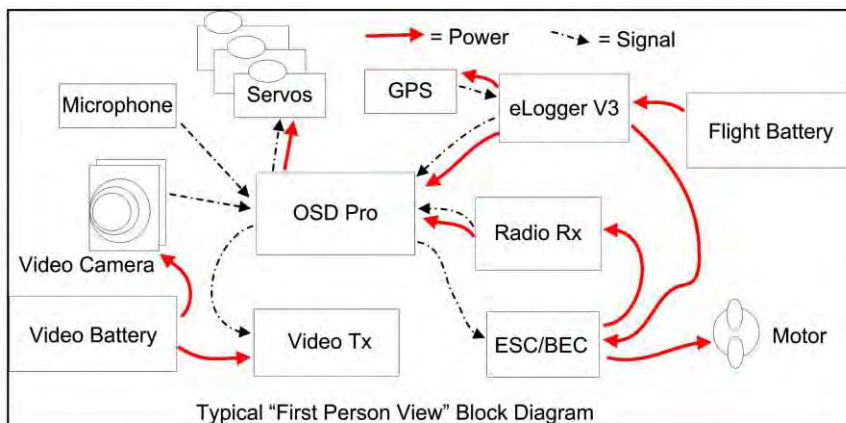 = Power
= Signal
Servos
GPS
eLogger V3
Flight Battery
Microphone
OSD Pro
Radio Rx
Video Camera
Video Battery
Video Tx
ESC/BEC
Motor
Typical “First Person View” Block Diagram